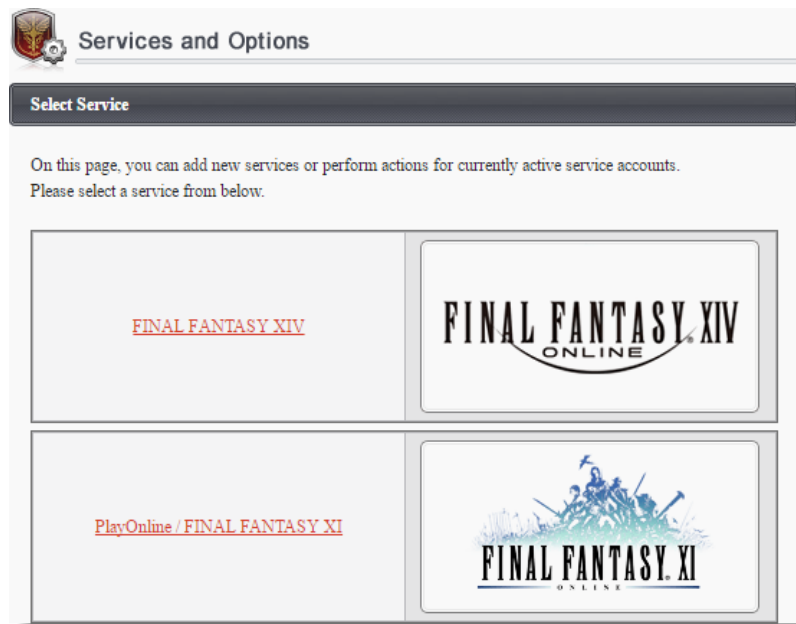 Services and Options
Select Service
On this page, you can add new services or perform actions for currently active service accounts.
Please select a service from below.
FINAL FANTASY XIV
FINAL FANTASY® XIV
ONLINE
PlayOnline / FINAL FANTASY XI
FINAL FANTASY® XI
ONLINE